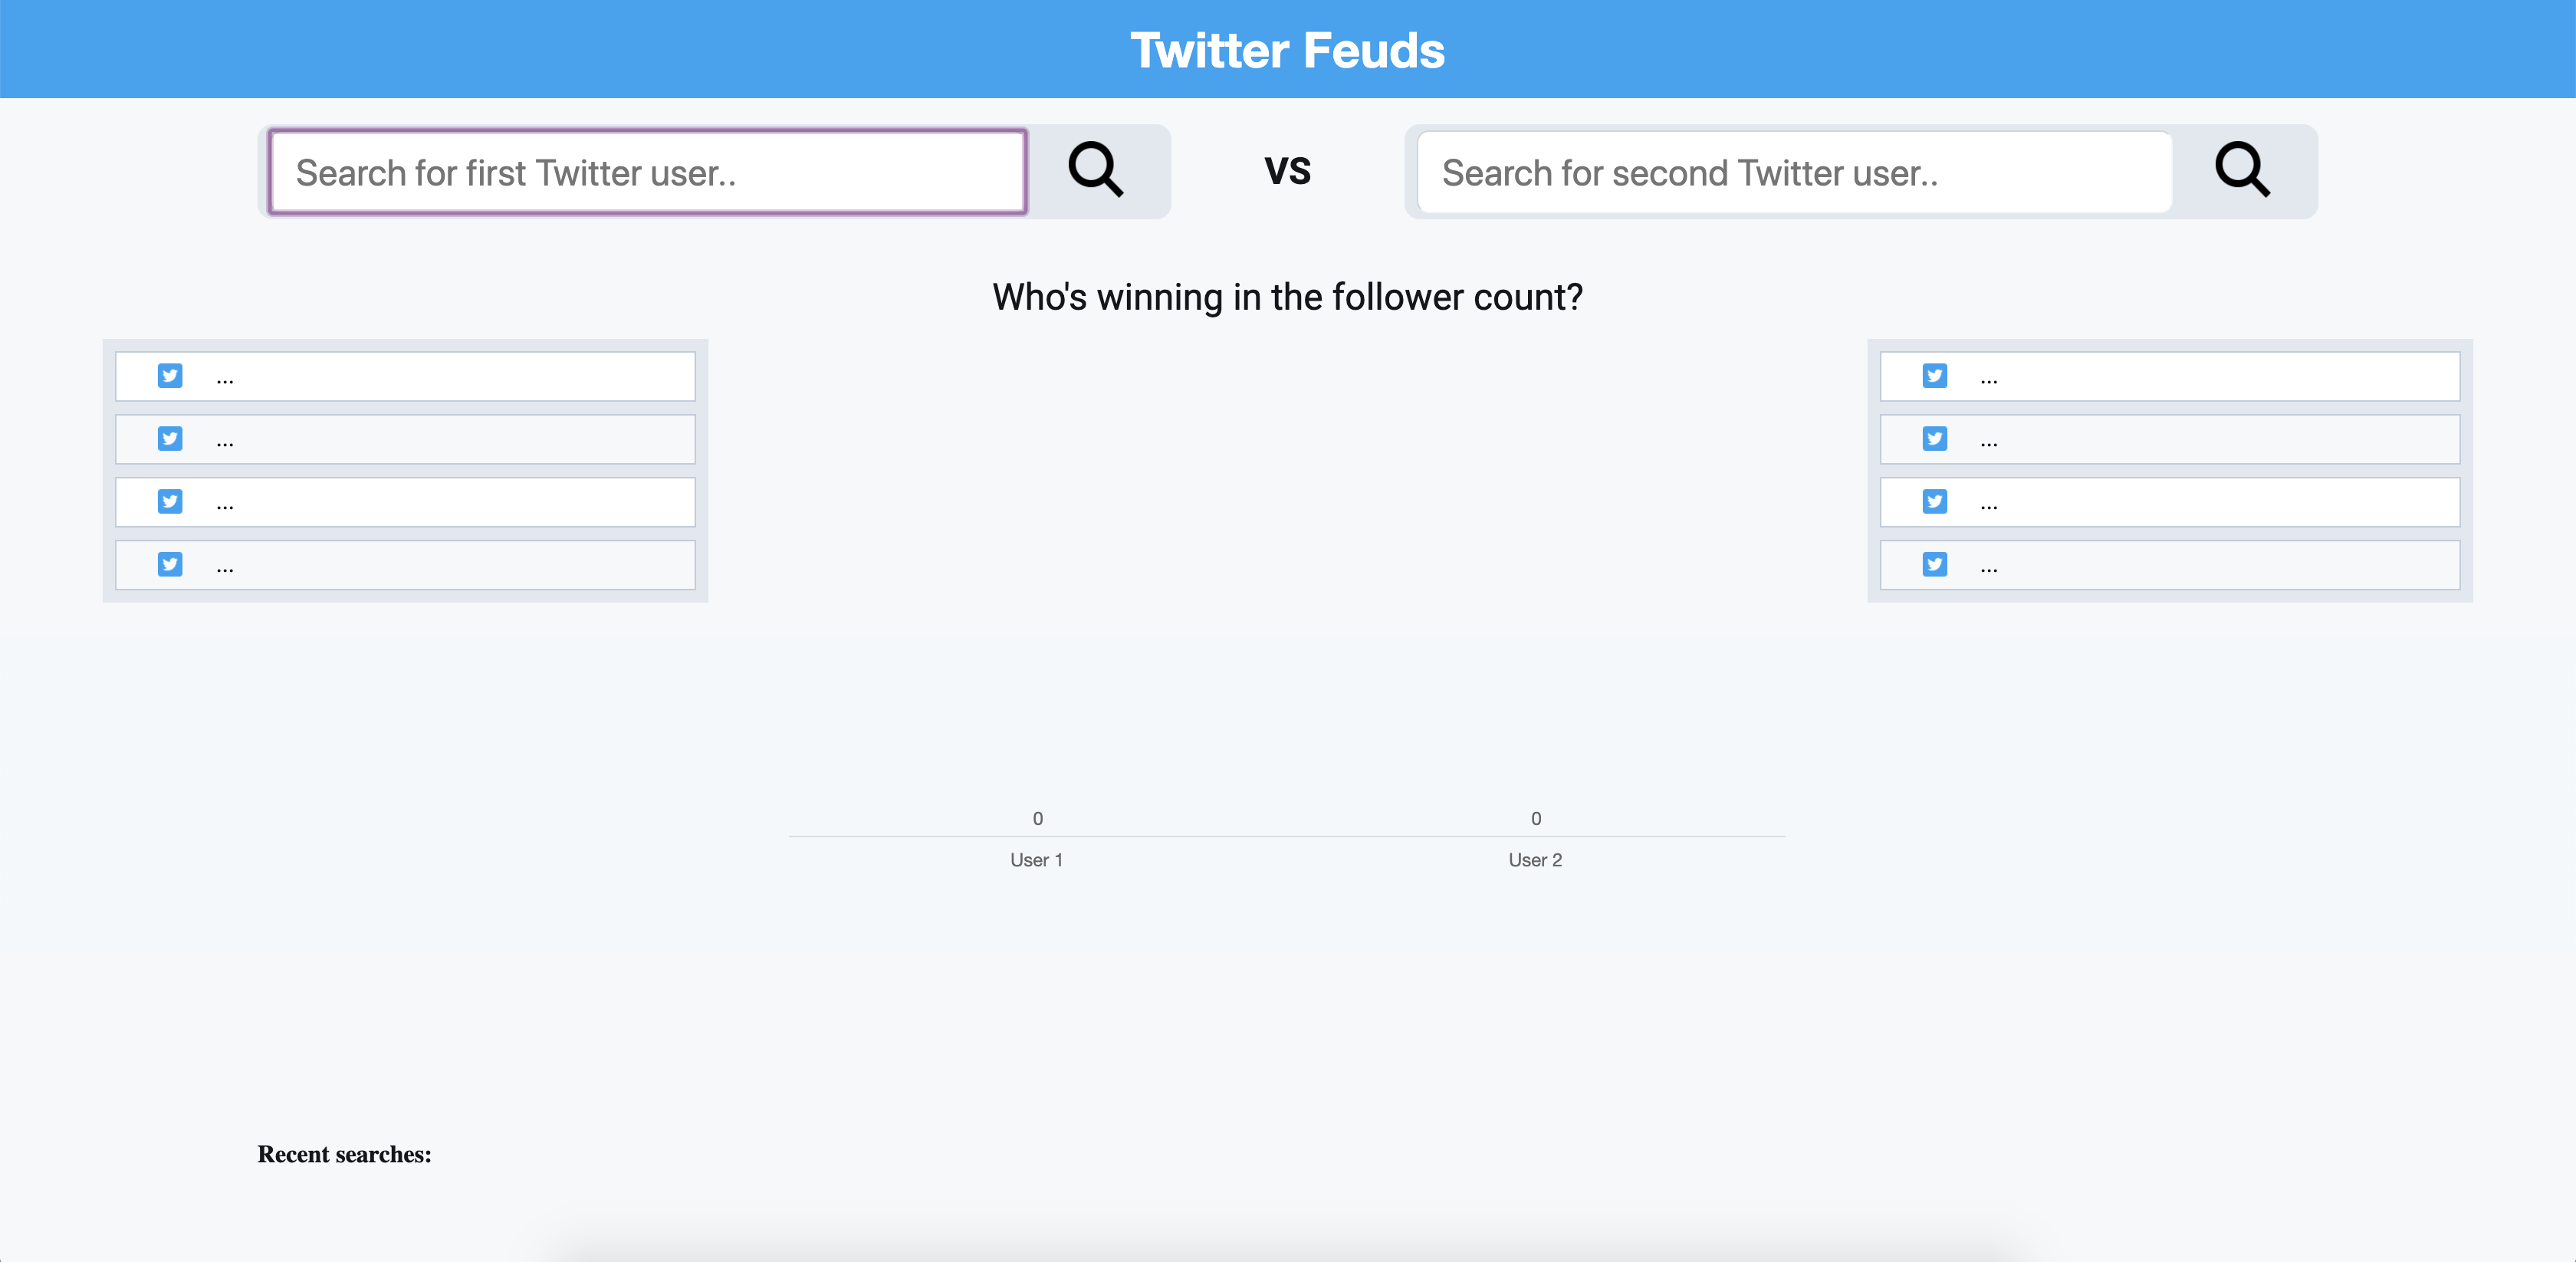 Twitter Feuds
Search for first Twitter user..
VS
Search for second Twitter user..
Who's winning in the follower count?
...
...
...
...
...
...
...
...
0
0
User 1
User 2
Recent searches: